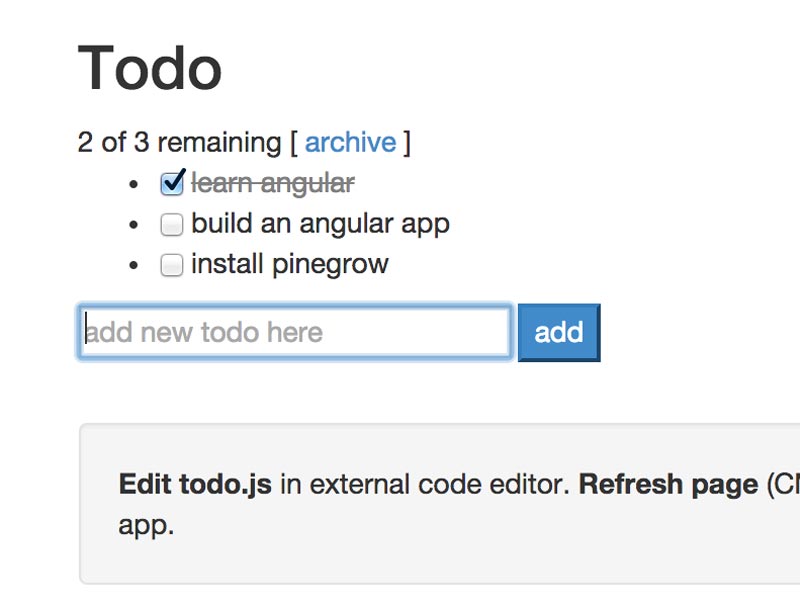 Todo
2 of 3 remaining [ archive ]
learn angular
build an angular app
install pinegrow
add new todo here
add
Edit todo.js in external code editor. Refresh page
app.